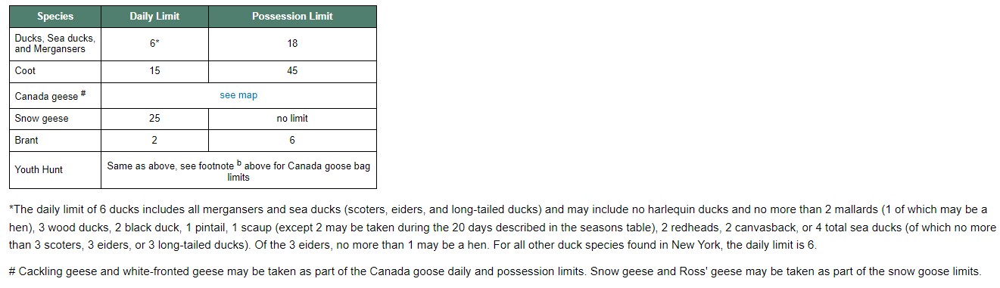 Species Daily Limit Possession Limit
Ducks, Sea ducks,
and Mergansers 6* 18
Coot 15 45
Canada geese # see map
Snow geese 25 no limit
Brant 2 6
Youth Hunt Same as above, see footnote b above for Canada goose bag
limits
*The daily limit of 6 ducks includes all mergansers and sea ducks (scoters, eiders, and long-tailed ducks) and may include no harlequin ducks and no more than 2 mallards (1 of which may be a
hen), 3 wood ducks, 2 black duck, 1 pintail, 1 scaup (except 2 may be taken during the 20 days described in the seasons table), 2 redheads, 2 canvasback, or 4 total sea ducks (of which no more
than 3 scoters, 3 eiders, or 3 long-tailed ducks). Of the 3 eiders, no more than 1 may be a hen. For all other duck species found in New York, the daily limit is 6.
# Cackling geese and white-fronted geese may be taken as part of the Canada goose daily and possession limits. Snow geese and Ross' geese may be taken as part of the snow goose limits.